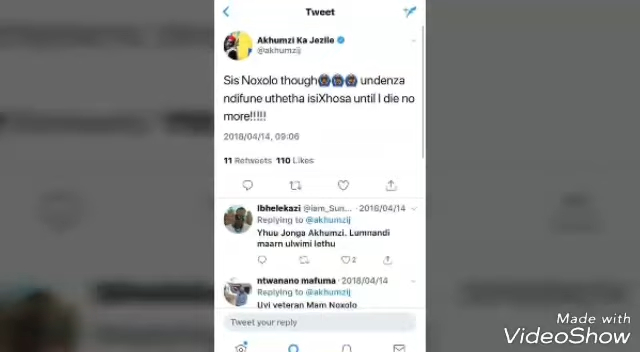 Tweet
Akhumzi Ka Jezile
@akhumzij
Sis Noxolo though🙆🏿🙆🏿🙆🏿 undenza
ndifune uthetha isiXhosa until I die no
more!!!!!
2018/04/14, 09:06
11 Retweets 110 Likes
Ibhelekazi @iam_Sun... · 2018/04/14
Replying to @akhumzij
Yhuu Jonga Akhumzi. Lumnandi
maarn ulwimi lethu
2
ntwanano mafuma · 2018/04/14
Replying to @akhumzij
Uyi veteran Mam Noxolo
Tweet your reply
Made with
VideoShow